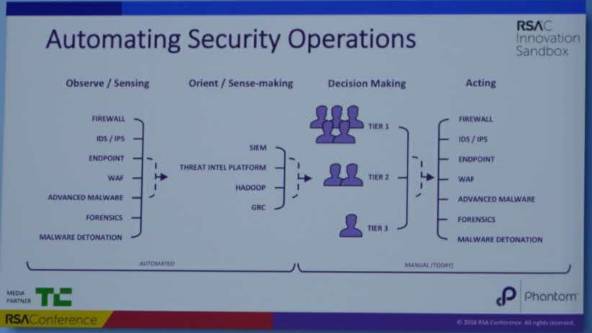 Automating Security Operations
RSAC
Innovation
Sandbox
Observe / Sensing
Orient / Sense-making
Decision Making
Acting
FIREWALL
IDS / IPS
ENDPOINT
WAF
ADVANCED MALWARE
FORENSICS
MALWARE DETONATION
SIEM
THREAT INTEL PLATFORM
HADOOP
GRC
TIER 1
TIER 2
TIER 3
FIREWALL
IDS / IPS
ENDPOINT
WAF
ADVANCED MALWARE
FORENSICS
MALWARE DETONATION
AUTOMATED
MANUAL (TODAY)
MEDIA
PARTNER
TC
Phantom
RSAConference
© 2016 RSA Conference. All rights reserved.